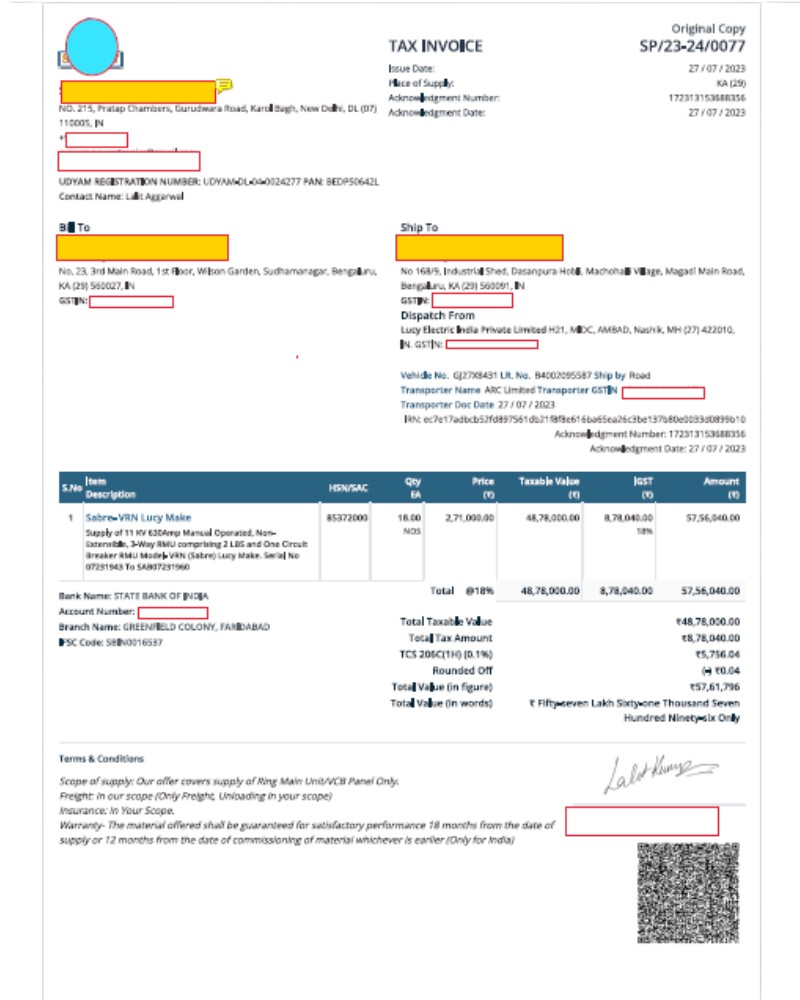 Original Copy
TAX INVOICE
SP/23-24/0077
Issue Date: 27 / 07 / 2023
Place of Supply: KA (29)
Acknowledgment Number: 172313153688356
Acknowledgment Date: 27 / 07 / 2023
NO. 215, Pratap Chambers, Gurudwara Road, Karol Bagh, New Delhi, DL (07)
110005, IN
UDYAM REGISTRATION NUMBER: UDYAM-DL-04-0024277 PAN: BEDPS0642L
Contact Name: Lalit Aggarwal
Bill To
No. 23, 3rd Main Road, 1st Floor, Wilson Garden, Sudhamanagar, Bengaluru,
KA (29) 560027, IN
GSTIN:
Ship To
No 168/9, Industrial Shed, Dasanpura Hobli, Machohalli Village, Magadi Main Road,
Bengaluru, KA (29) 560091, IN
GSTIN:
Dispatch From
Lucy Electric India Private Limited H21, MIDC, AMBAD, Nashik, MH (27) 422010,
IN. GSTIN:
Vehicle No. GJ27X8431 LR. No. B4002095587 Ship by Road
Transporter Name ARC Limited Transporter GSTIN
Transporter Doc Date 27 / 07 / 2023
IRN:
Acknowledgment Number: 172313153688356
Acknowledgment Date: 27 / 07 / 2023
S.No Item Description HSN/SAC Qty EA Price (₹) Taxable Value (₹) IGST (₹) Amount (₹)
1 Sabre-VRN Lucy Make 85372000 18.00 2,71,000.00 48,78,000.00 8,78,040.00 57,56,040.00
NOS 18%
Supply of 11 KV 630Amp Manual Operated, Non-
Extensible, 3-Way RMU comprising 2 LBS and One Circuit
Breaker RMU Model- VRN (Sabre) Lucy Make. Serial No
07231943 To SAB07231960
Total @18% 48,78,000.00 8,78,040.00 57,56,040.00
Bank Name: STATE BANK OF INDIA
Account Number:
Branch Name: GREENFIELD COLONY, FARIDABAD
IFSC Code: SBIN0016537
Total Taxable Value ₹48,78,000.00
Total Tax Amount ₹8,78,040.00
TCS 206C(1H) (0.1%) ₹5,756.04
Rounded Off (-) ₹0.04
Total Value (in figure) ₹57,61,796
Total Value (in words) ₹ Fifty-seven Lakh Sixty-one Thousand Seven
Hundred Ninety-six Only
Terms & Conditions
Scope of supply: Our offer covers supply of Ring Main Unit/VCB Panel Only.
Freight: In our scope (Only Freight, Unloading in your scope)
Insurance: In Your Scope.
Warranty- The material offered shall be guaranteed for satisfactory performance 18 months from the date of
supply or 12 months from the date of commissioning of material whichever is earlier (Only for India)
Lalit Kumar